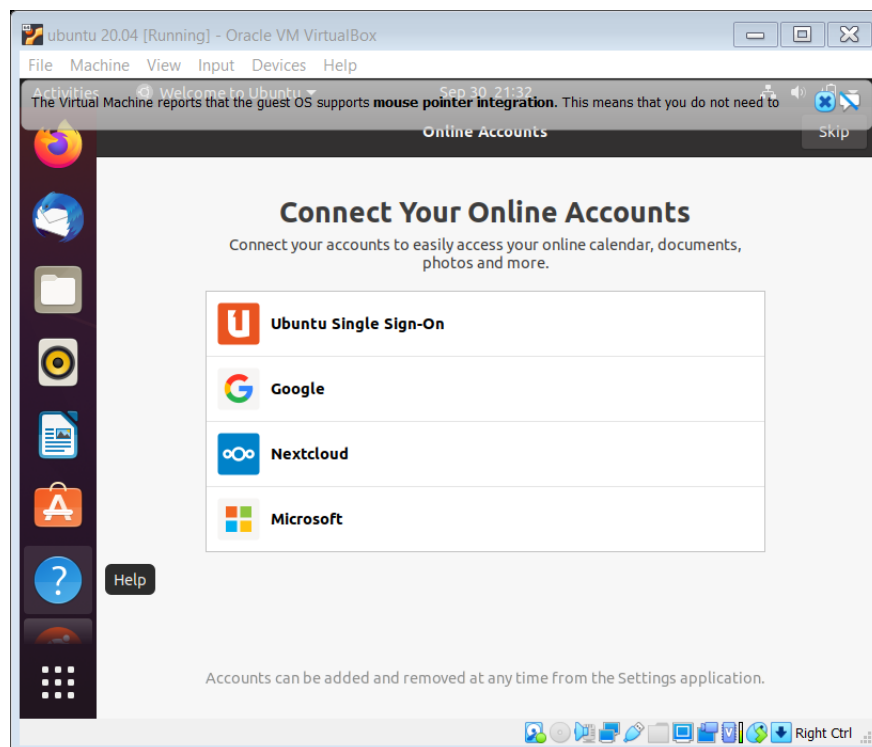 ubuntu 20.04 [Running] - Oracle VM VirtualBox
File Machine View Input Devices Help
Activities Welcome to Ubuntu Sep 30 21:32
The Virtual Machine reports that the guest OS supports mouse pointer integration. This means that you do not need to
Online Accounts Skip
Connect Your Online Accounts
Connect your accounts to easily access your online calendar, documents,
photos and more.
Ubuntu Single Sign-On
Google
Nextcloud
Microsoft
Help
Accounts can be added and removed at any time from the Settings application.
Right Ctrl